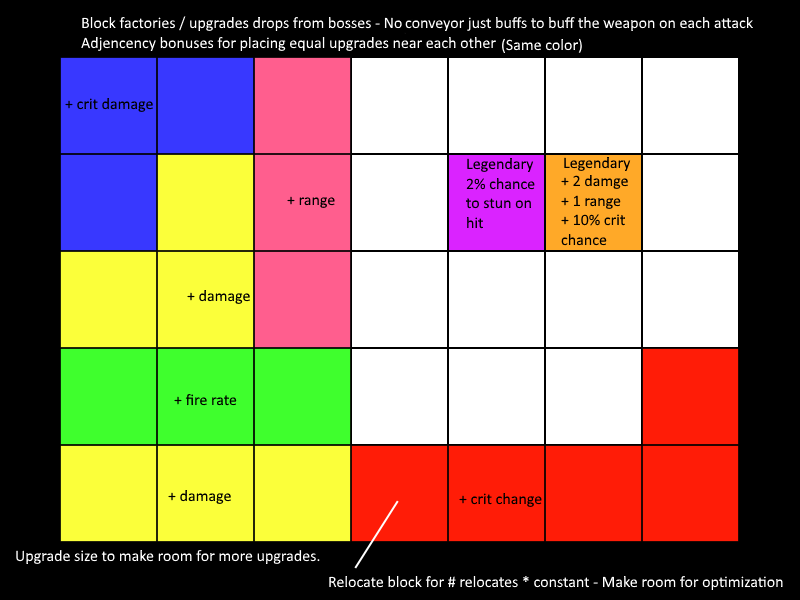 Block factories / upgrades drops from bosses - No conveyor just buffs to buff the weapon on each attack
Adjencency bonuses for placing equal upgrades near each other (Same color)
+ crit damage
Legendary
2% chance
to stun on
hit
Legendary
+ 2 damge
+ 1 range
+ 10% crit
chance
+ range
+ damage
+ fire rate
+ damage
+ crit change
Upgrade size to make room for more upgrades.
Relocate block for # relocates * constant - Make room for optimization